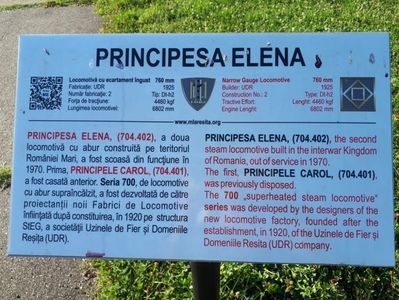 PRINCIPESA ELENA
Locomotivă cu ecartament îngust 760 mm
Fabricație: UDR 1925
Număr fabricație: 2 Tip: Dt-h2
Forța de tracțiune: 4460 kgf
Lungimea locomotivei: 6802 mm
Narrow Gauge Locomotive 760 mm
Builder: UDR 1925
Construction No.: 2 Type: Dt-h2
Tractive Effort: Lenght: 4460 kgf
Engine Lenght: 6802 mm
www.mlaresita.org
PRINCIPESA ELENA, (704.402), a doua
locomotivă cu abur construită pe teritoriul
României Mari, a fost scoasă din funcțiune în
1970. Prima, PRINCIPELE CAROL, (704.401),
a fost casată anterior. Seria 700, de locomotive
cu abur supraîncălzit, a fost dezvoltată de către
proiectanții noii Fabrici de Locomotive
înființată după constituirea, în 1920, pe structura
StEG, a societății Uzinele de Fier și Domeniile
Reșița (UDR).
PRINCIPESA ELENA, (704.402), the second
steam locomotive built in the interwar Kingdom
of Romania, out of service in 1970.
The first, PRINCIPELE CAROL, (704.401).
was previously disposed.
The 700 „superheated steam locomotive"
series was developed by the designers of the
new locomotive factory, founded after the
establishment, in 1920, of the Uzinele de Fier și
Domeniile Resita (UDR) company.